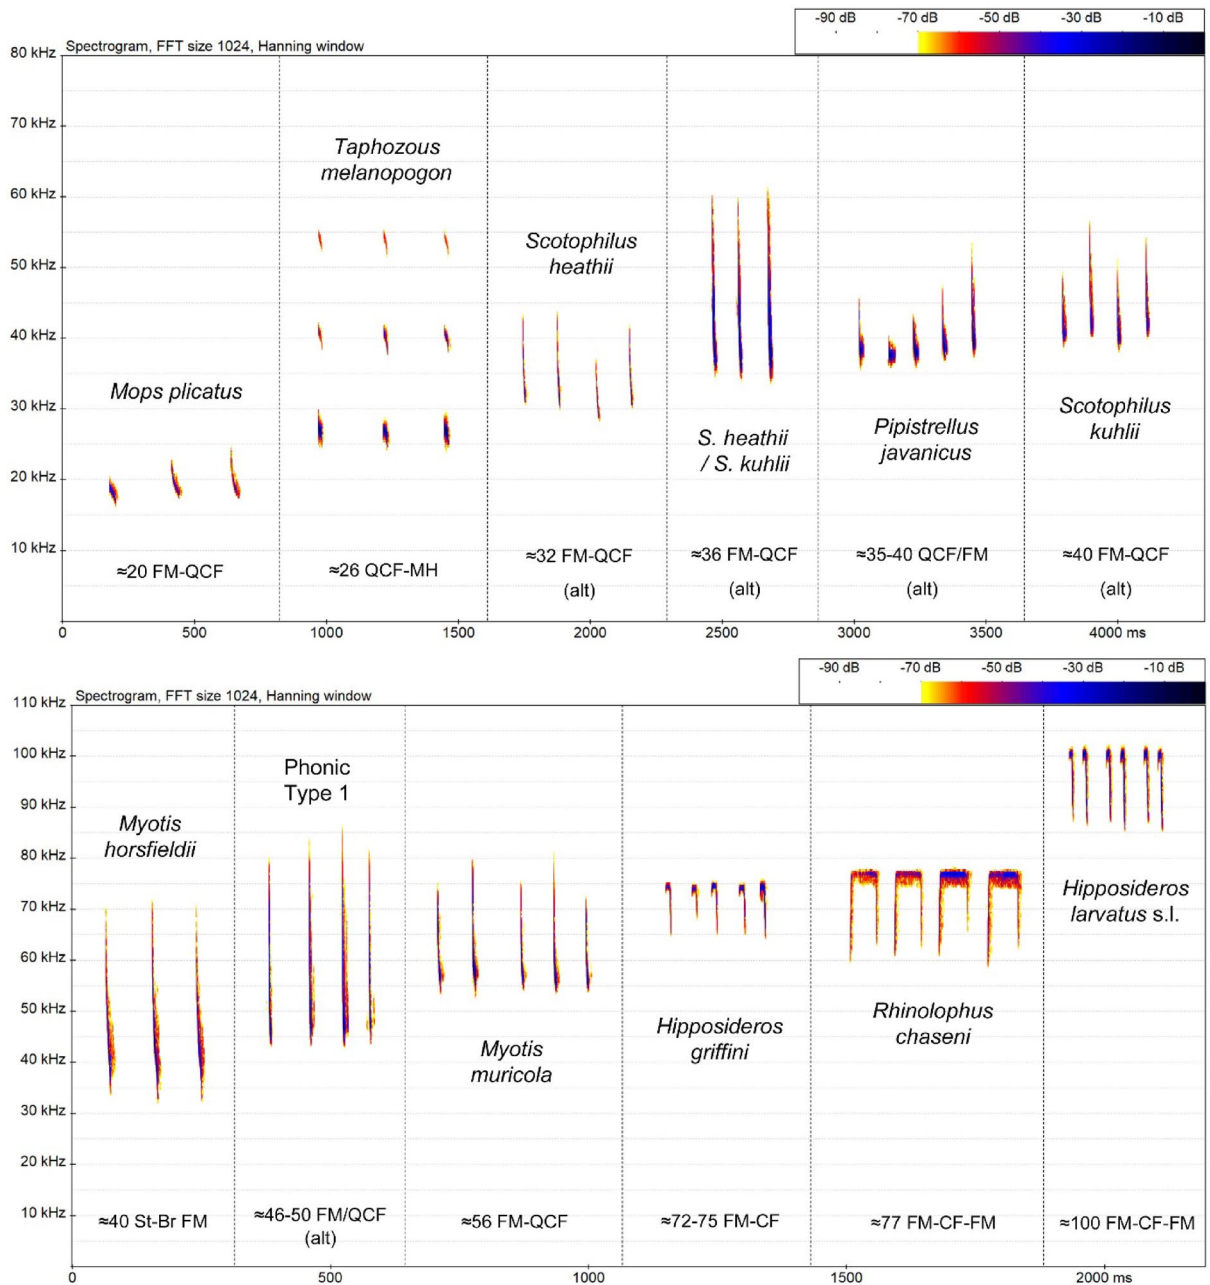 -90 dB -70 dB -50 dB -30 dB -10 dB
Spectrogram, FFT size 1024, Hanning window
80 kHz
70 kHz
Taphozous
melanopogon
60 kHz
Scotophilus
heathii
50 kHz
40 kHz
Mops plicatus
30 kHz
Scotophilus
kuhlii
Pipistrellus
javanicus
S. heathii
/ S. kuhlii
20 kHz
10 kHz
≈20 FM-QCF
≈26 QCF-MH
≈32 FM-QCF
(alt)
≈36 FM-QCF
(alt)
≈35-40 QCF/FM
(alt)
≈40 FM-QCF
(alt)
0 500 1000 1500 2000 2500 3000 3500 4000 ms
-90 dB -70 dB -50 dB -30 dB -10 dB
Spectrogram, FFT size 1024, Hanning window
110 kHz
100 kHz
Phonic
Type 1
90 kHz
Myotis
horsfieldii
80 kHz
Hipposideros
larvatus s.l.
70 kHz
60 kHz
50 kHz
Hipposideros
griffini
Rhinolophus
chaseni
Myotis
muricola
40 kHz
30 kHz
20 kHz
10 kHz
≈40 St-Br FM
≈46-50 FM/QCF
(alt)
≈56 FM-QCF
≈72-75 FM-CF
≈77 FM-CF-FM
≈100 FM-CF-FM
0 500 1000 1500 2000 ms